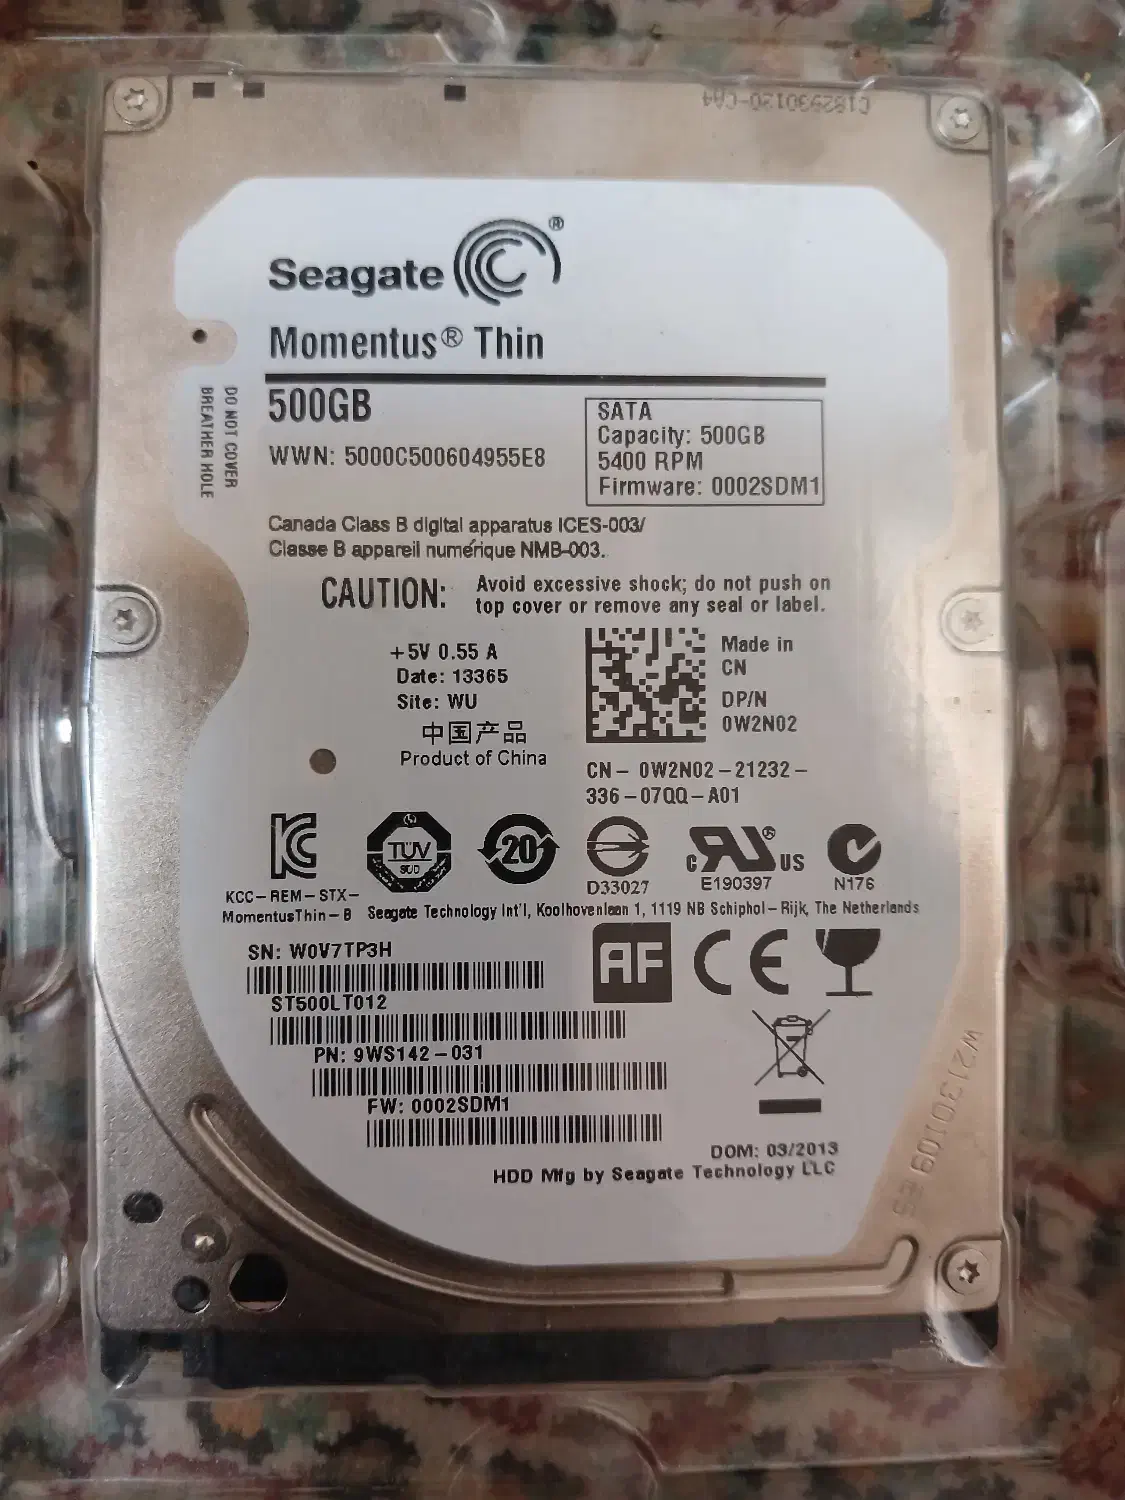 C182930120-CA4
Seagate®
Momentus® Thin
500GB
WWN: 5000C500604955E8
SATA
Capacity: 500GB
5400 RPM
Firmware: 0002SDM1
DO NOT COVER
BREATHER HOLE
Canada Class B digital apparatus ICES-003/
Classe B appareil numérique NMB-003.
CAUTION: Avoid excessive shock; do not push on
top cover or remove any seal or label.
+5V 0.55 A
Date: 13365
Site: WU
中国产品
Product of China
Made in
CN
DP/N
0W2N02
CN- 0W2N02-21232-
336-07QQ-A01
KC
TÜV
SÜD
20
D33027
c RU ® US
E190397
N176
KCC-REM-STX-
MomentusThin-B
Seagate Technology Int'l, Koolhovenlaan 1, 1119 NB Schiphol-Rijk, The Netherlands
SN: W0V7TP3H
ST500LT012
PN: 9WS142-031
FW: 0002SDM1
AF
CE
DOM: 03/2013
HDD Mfg by Seagate Technology LLC